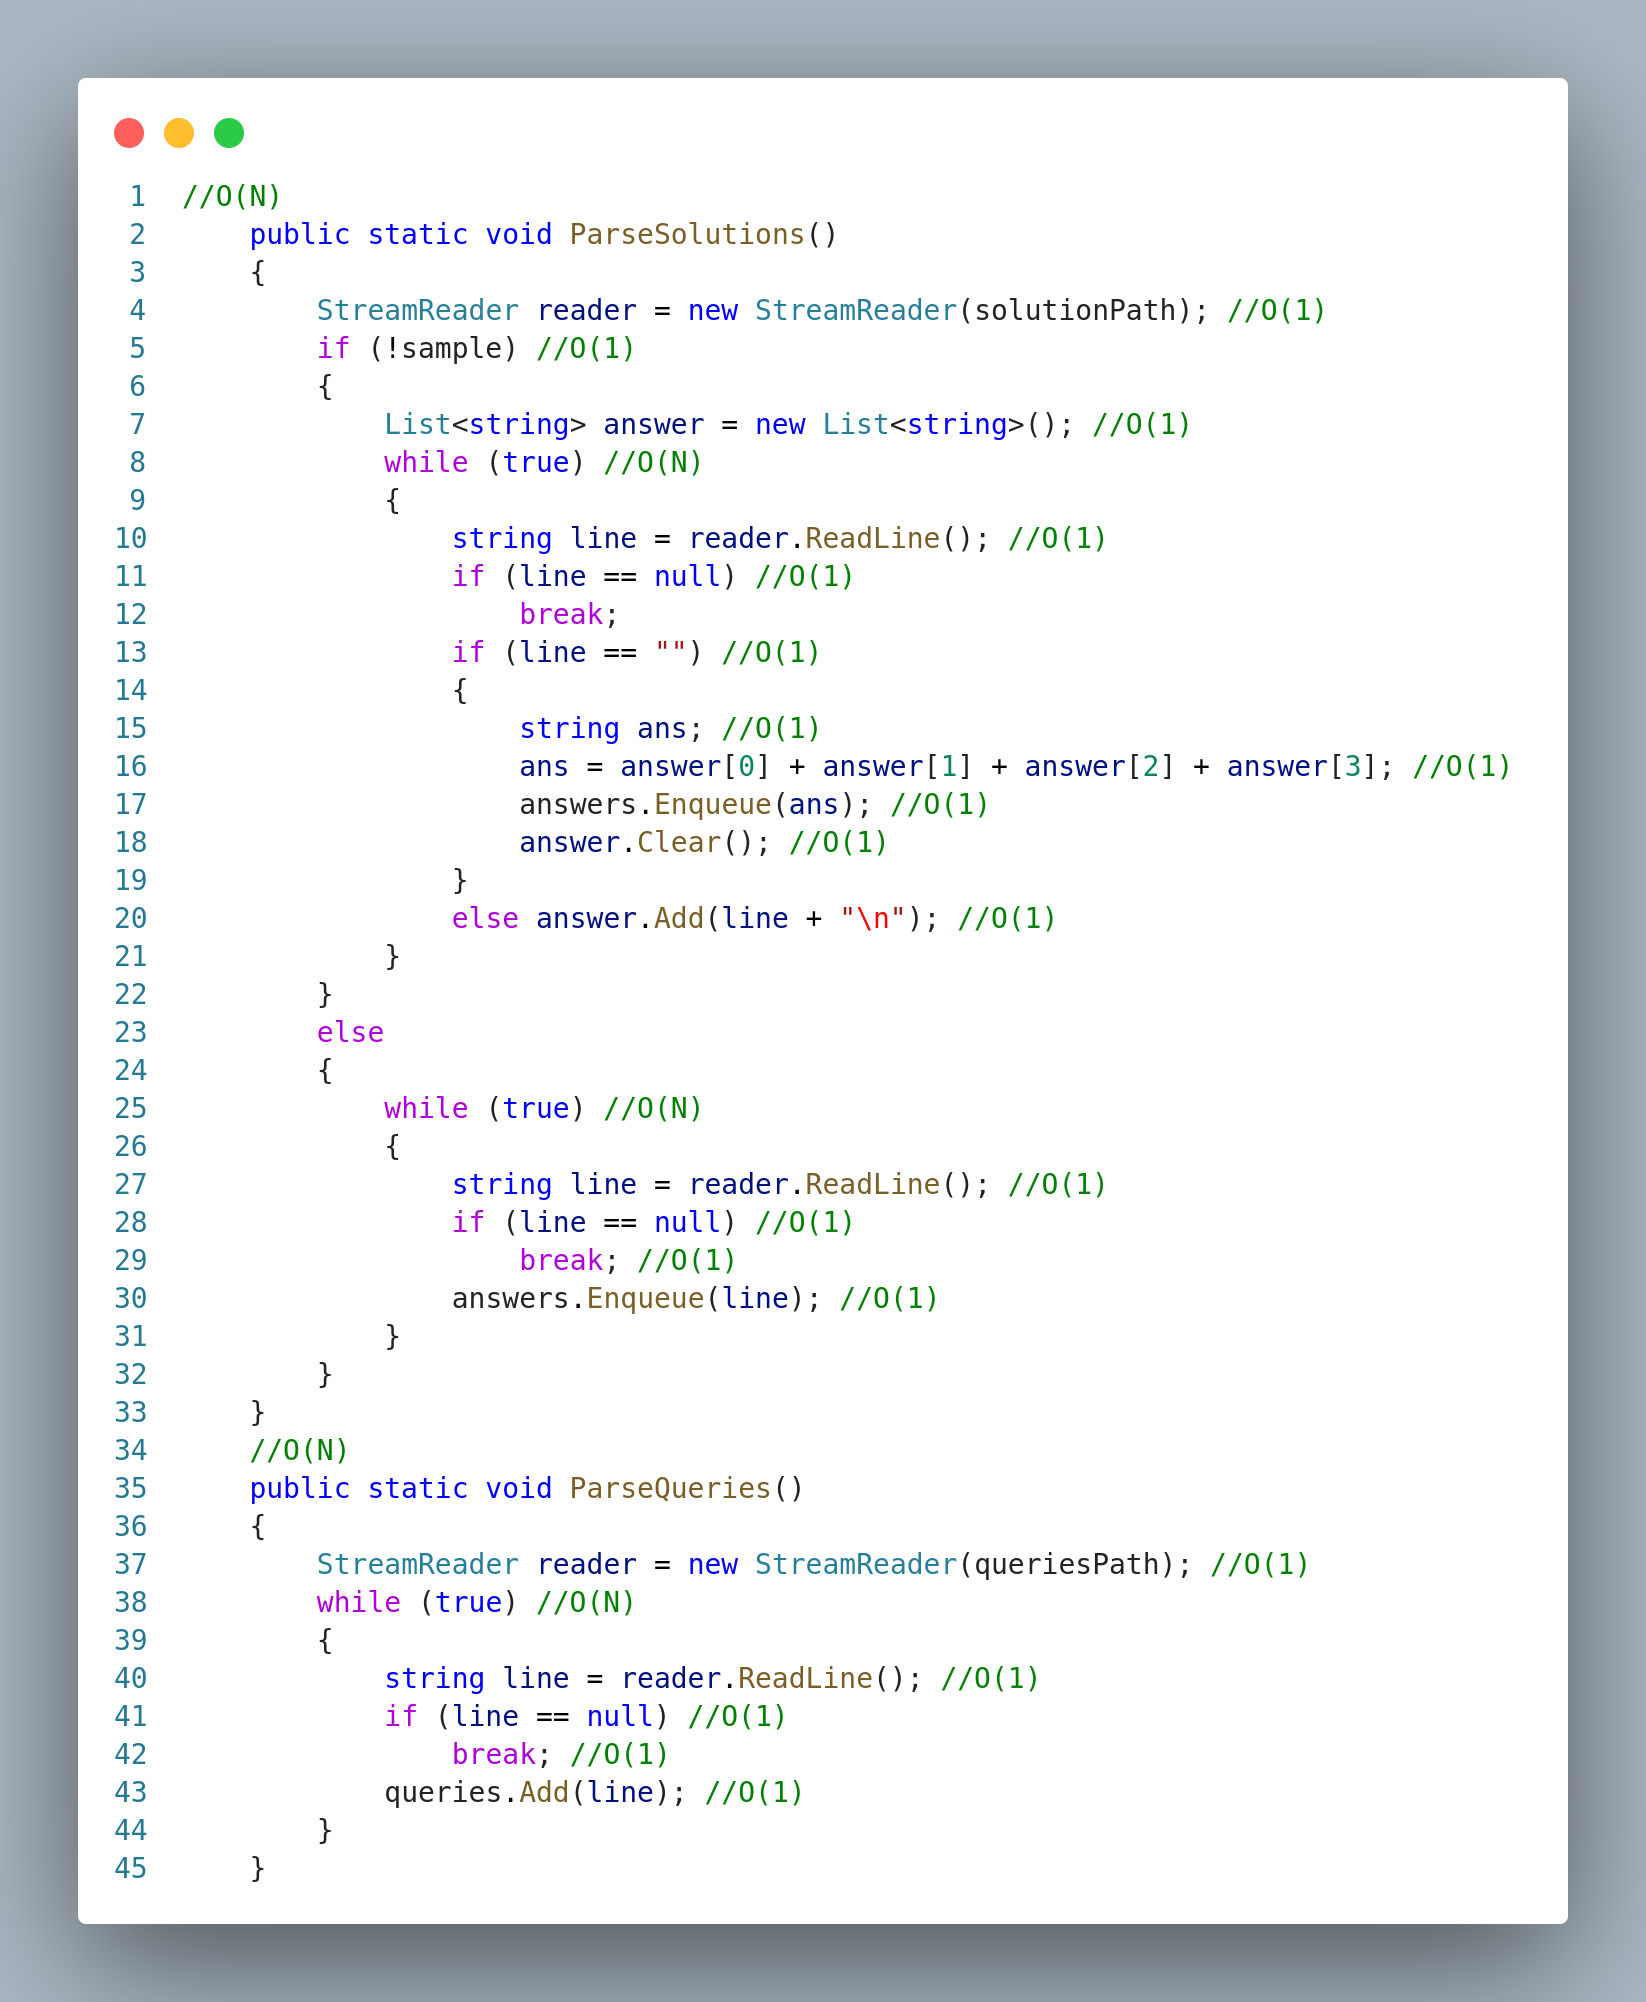 1 //O(N)
2     public static void ParseSolutions()
3     {
4         StreamReader reader = new StreamReader(solutionPath); //O(1)
5         if (!sample) //O(1)
6         {
7             List<string> answer = new List<string>(); //O(1)
8             while (true) //O(N)
9             {
10                 string line = reader.ReadLine(); //O(1)
11                 if (line == null) //O(1)
12                     break;
13                 if (line == "") //O(1)
14                 {
15                     string ans; //O(1)
16                     ans = answer[0] + answer[1] + answer[2] + answer[3]; //O(1)
17                     answers.Enqueue(ans); //O(1)
18                     answer.Clear(); //O(1)
19                 }
20                 else answer.Add(line + "\n"); //O(1)
21             }
22         }
23         else
24         {
25             while (true) //O(N)
26             {
27                 string line = reader.ReadLine(); //O(1)
28                 if (line == null) //O(1)
29                     break; //O(1)
30                 answers.Enqueue(line); //O(1)
31             }
32         }
33     }
34     //O(N)
35     public static void ParseQueries()
36     {
37         StreamReader reader = new StreamReader(queriesPath); //O(1)
38         while (true) //O(N)
39         {
40             string line = reader.ReadLine(); //O(1)
41             if (line == null) //O(1)
42                 break; //O(1)
43             queries.Add(line); //O(1)
44         }
45     }